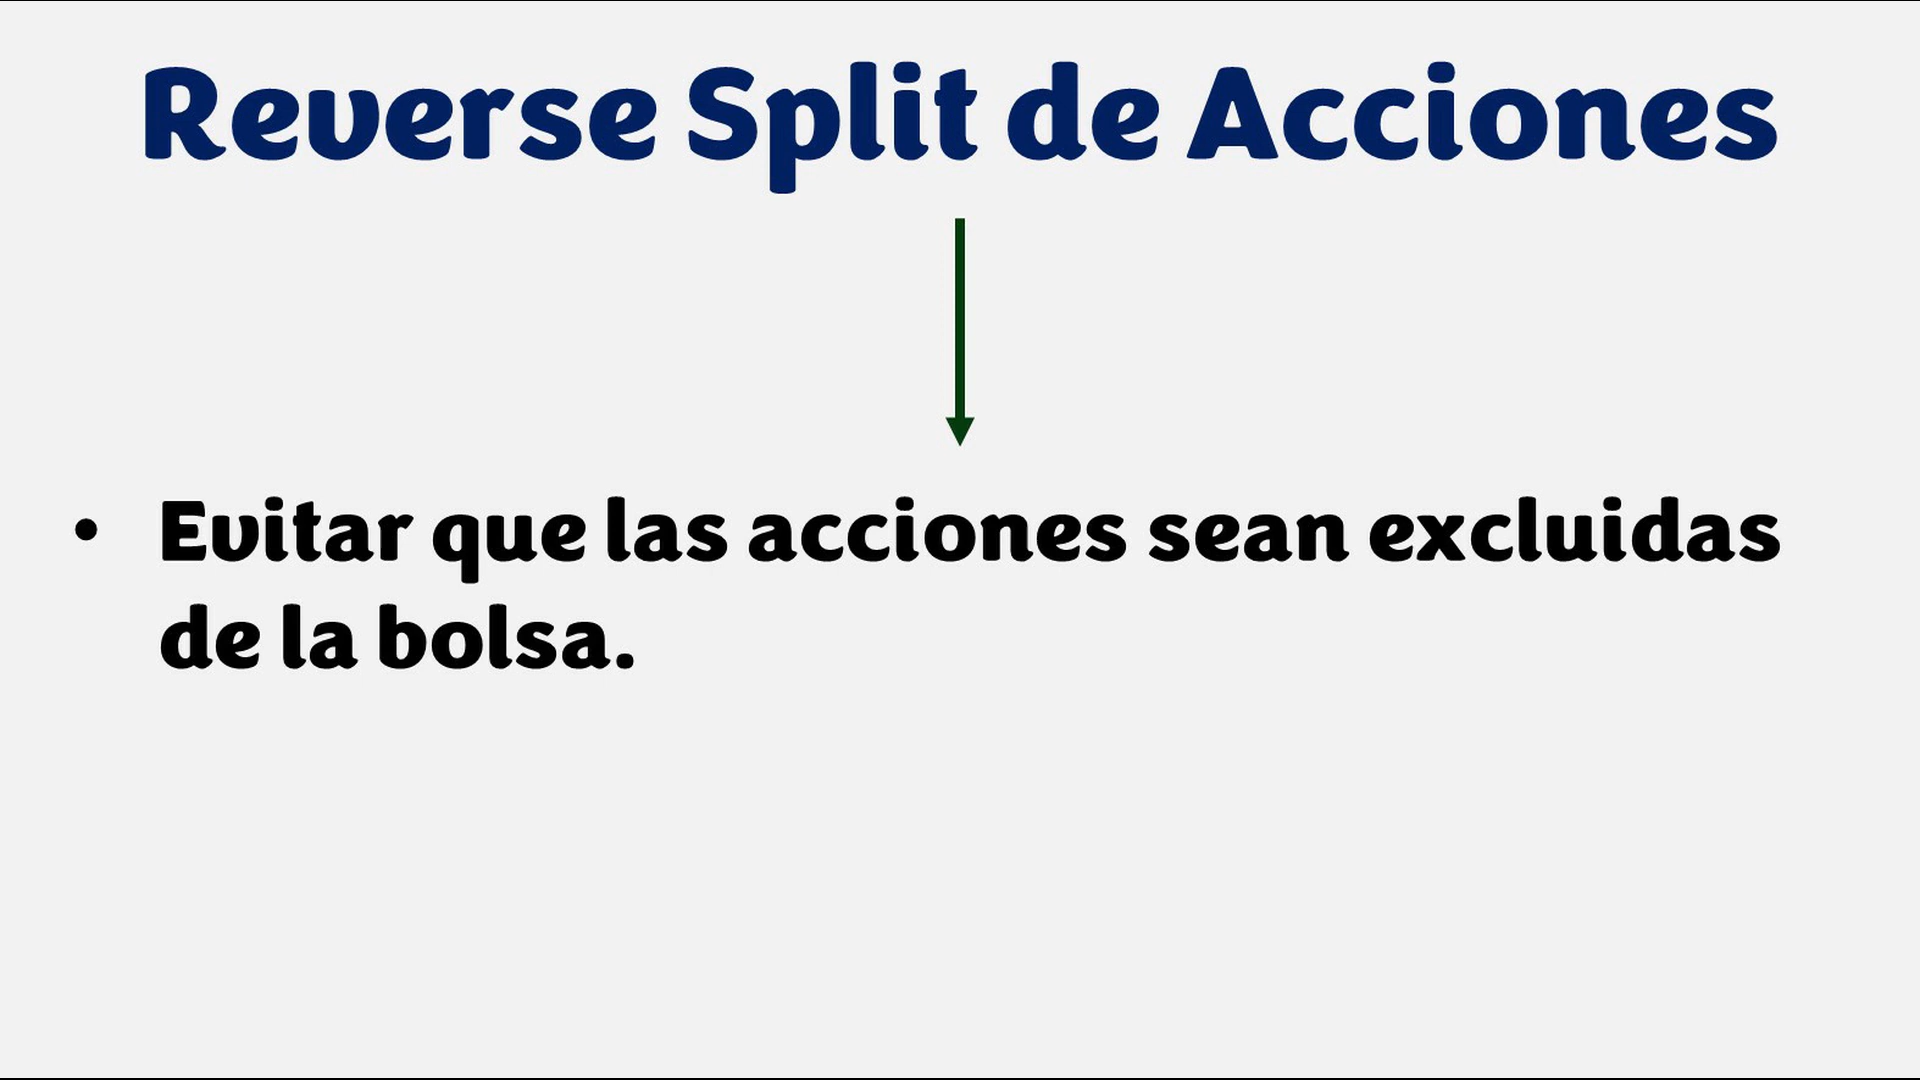 Reverse Split de Acciones
• Evitar que las acciones sean excluidas
de la bolsa.